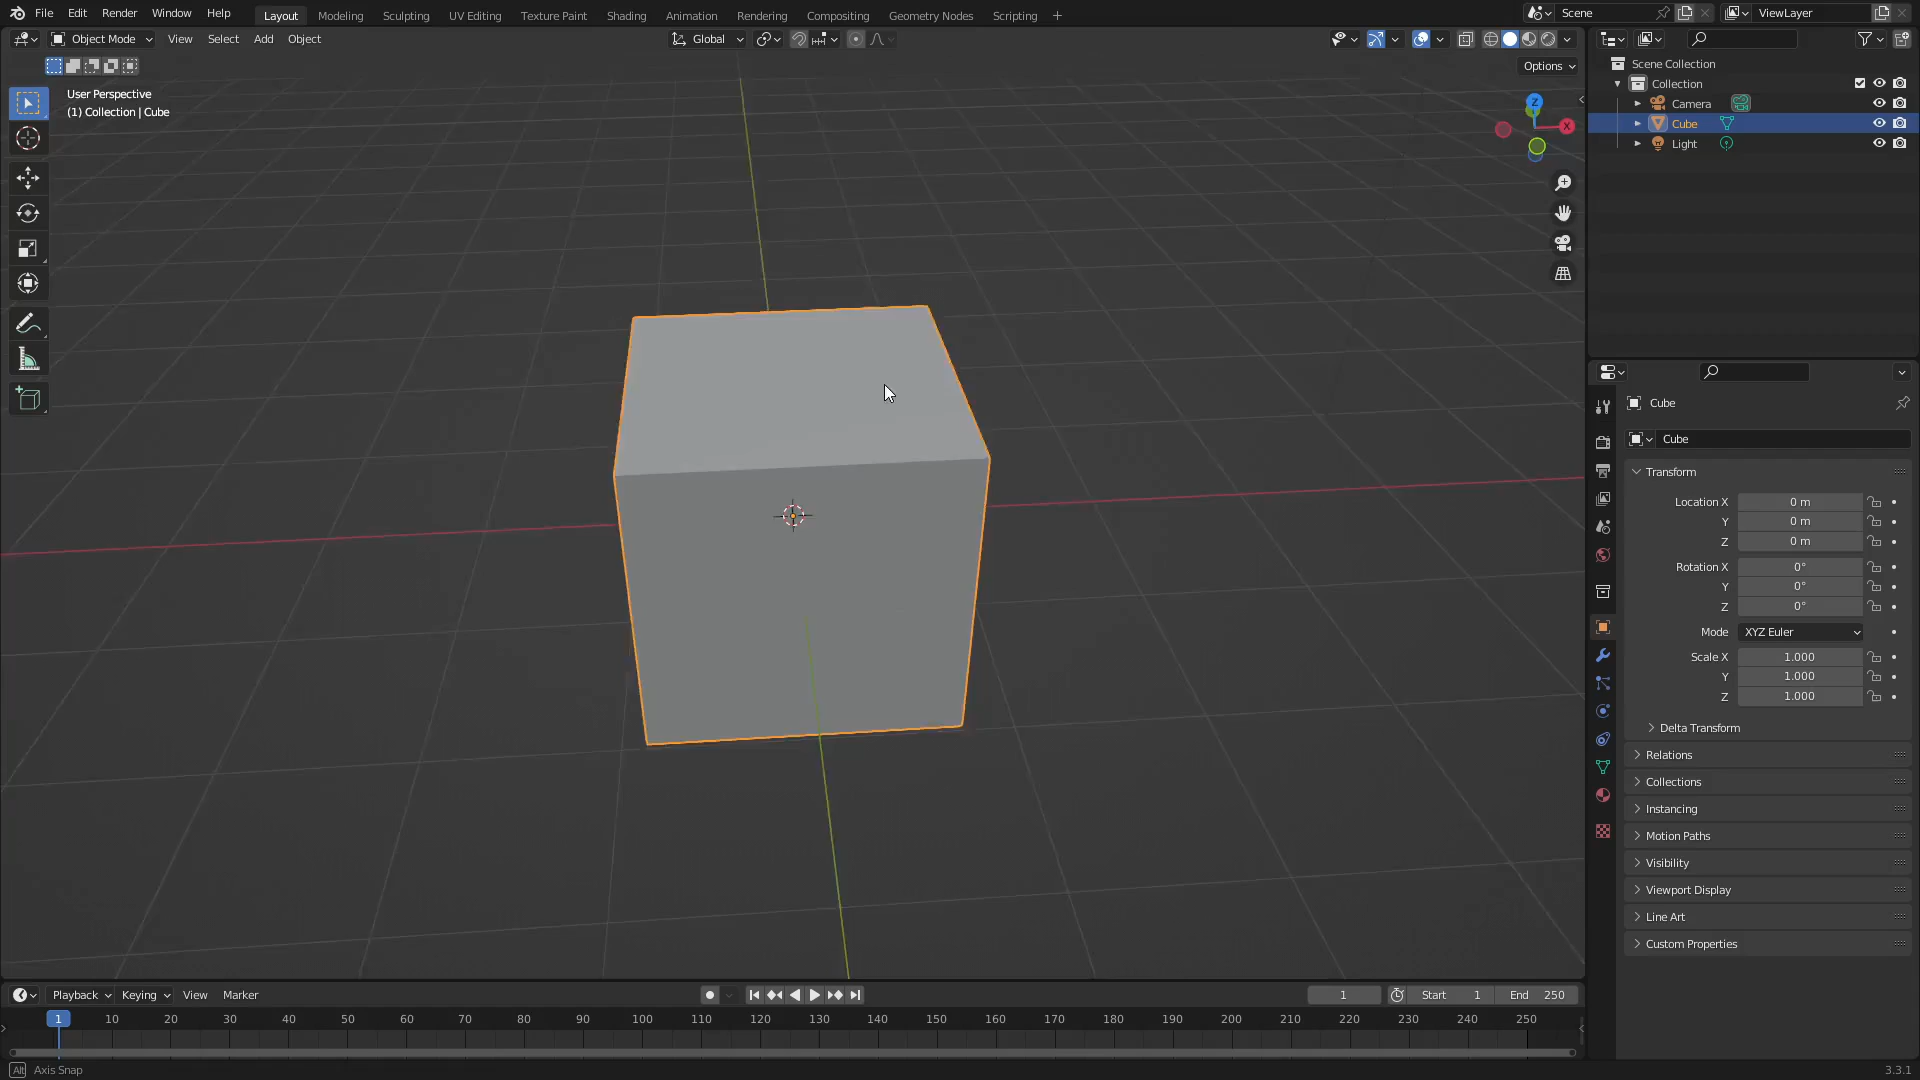 File Edit Render Window Help Layout Modeling Sculpting UV Editing Texture Paint Shading Animation Rendering Compositing Geometry Nodes Scripting + Scene ViewLayer
Object Mode View Select Add Object Global
Options
User Perspective
(1) Collection | Cube
Z
X
Scene Collection
Collection
Camera
Cube
Light
Cube
Cube
Transform
Location X 0 m
Y 0 m
Z 0 m
Rotation X 0°
Y 0°
Z 0°
Mode XYZ Euler
Scale X 1.000
Y 1.000
Z 1.000
Delta Transform
Relations
Collections
Instancing
Motion Paths
Visibility
Viewport Display
Line Art
Custom Properties
Playback Keying View Marker 1 Start 1 End 250
1 10 20 30 40 50 60 70 80 90 100 110 120 130 140 150 160 170 180 190 200 210 220 230 240 250
Alt Axis Snap 3.3.1